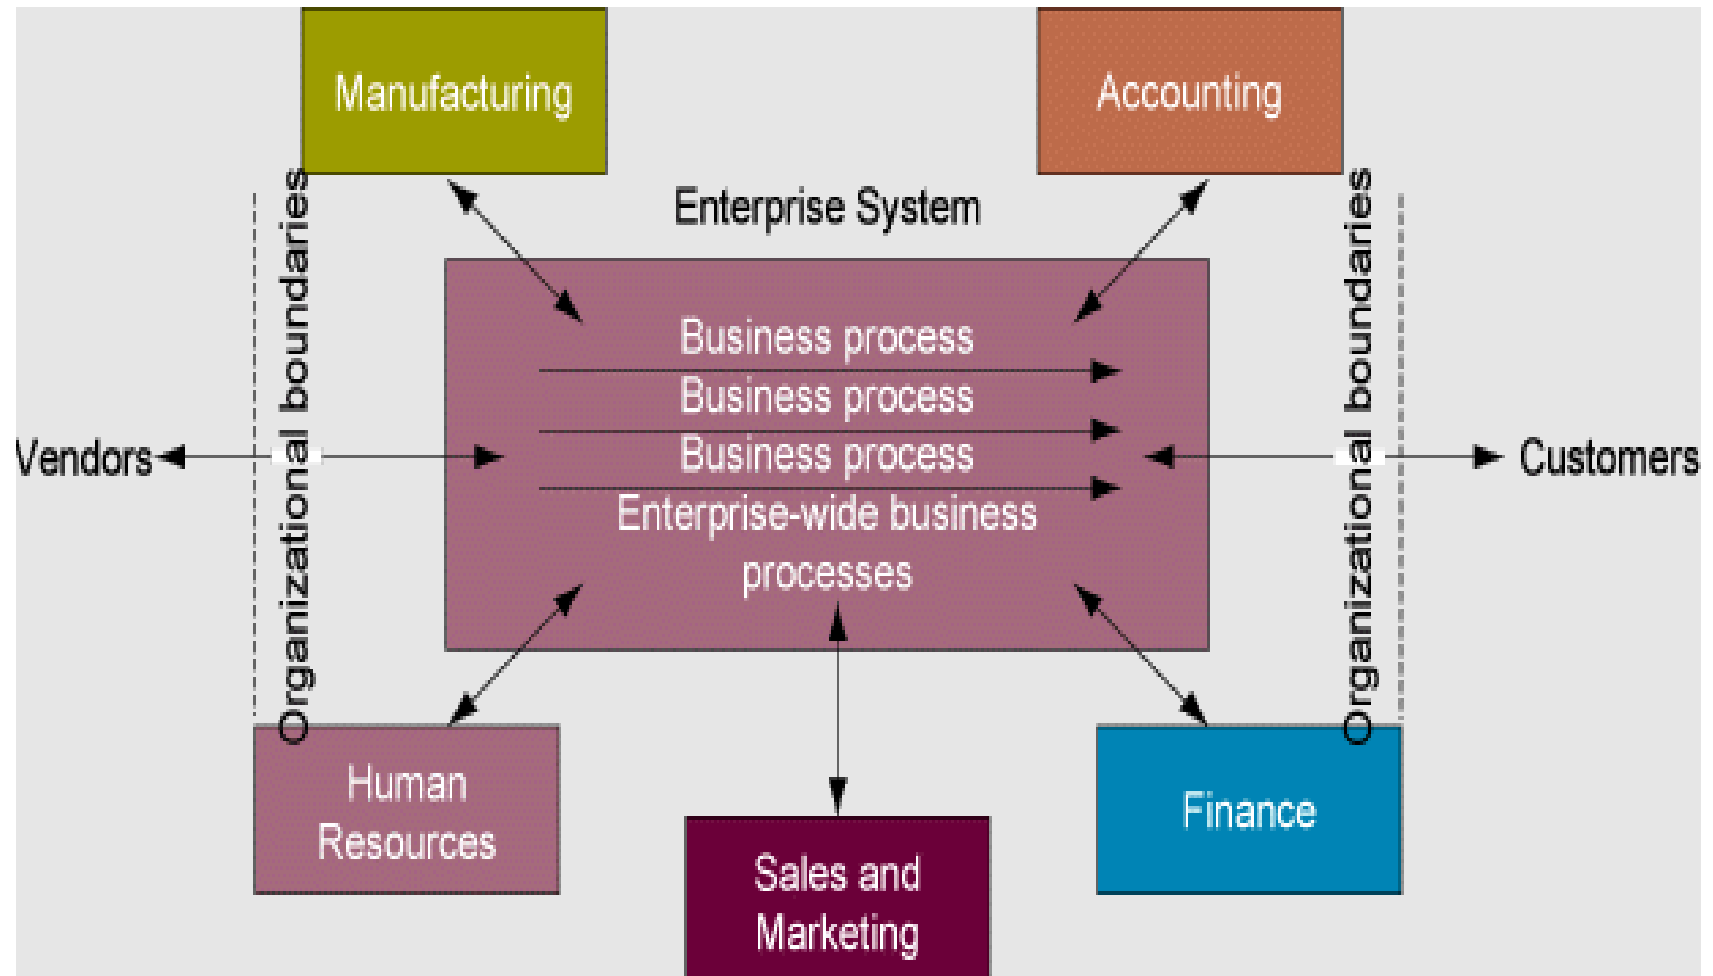 Manufacturing
Accounting
Enterprise System
Organizational boundaries
Organizational boundaries
Business process
Business process
Business process
Enterprise-wide business
processes
Vendors
Customers
Human
Resources
Sales and
Marketing
Finance